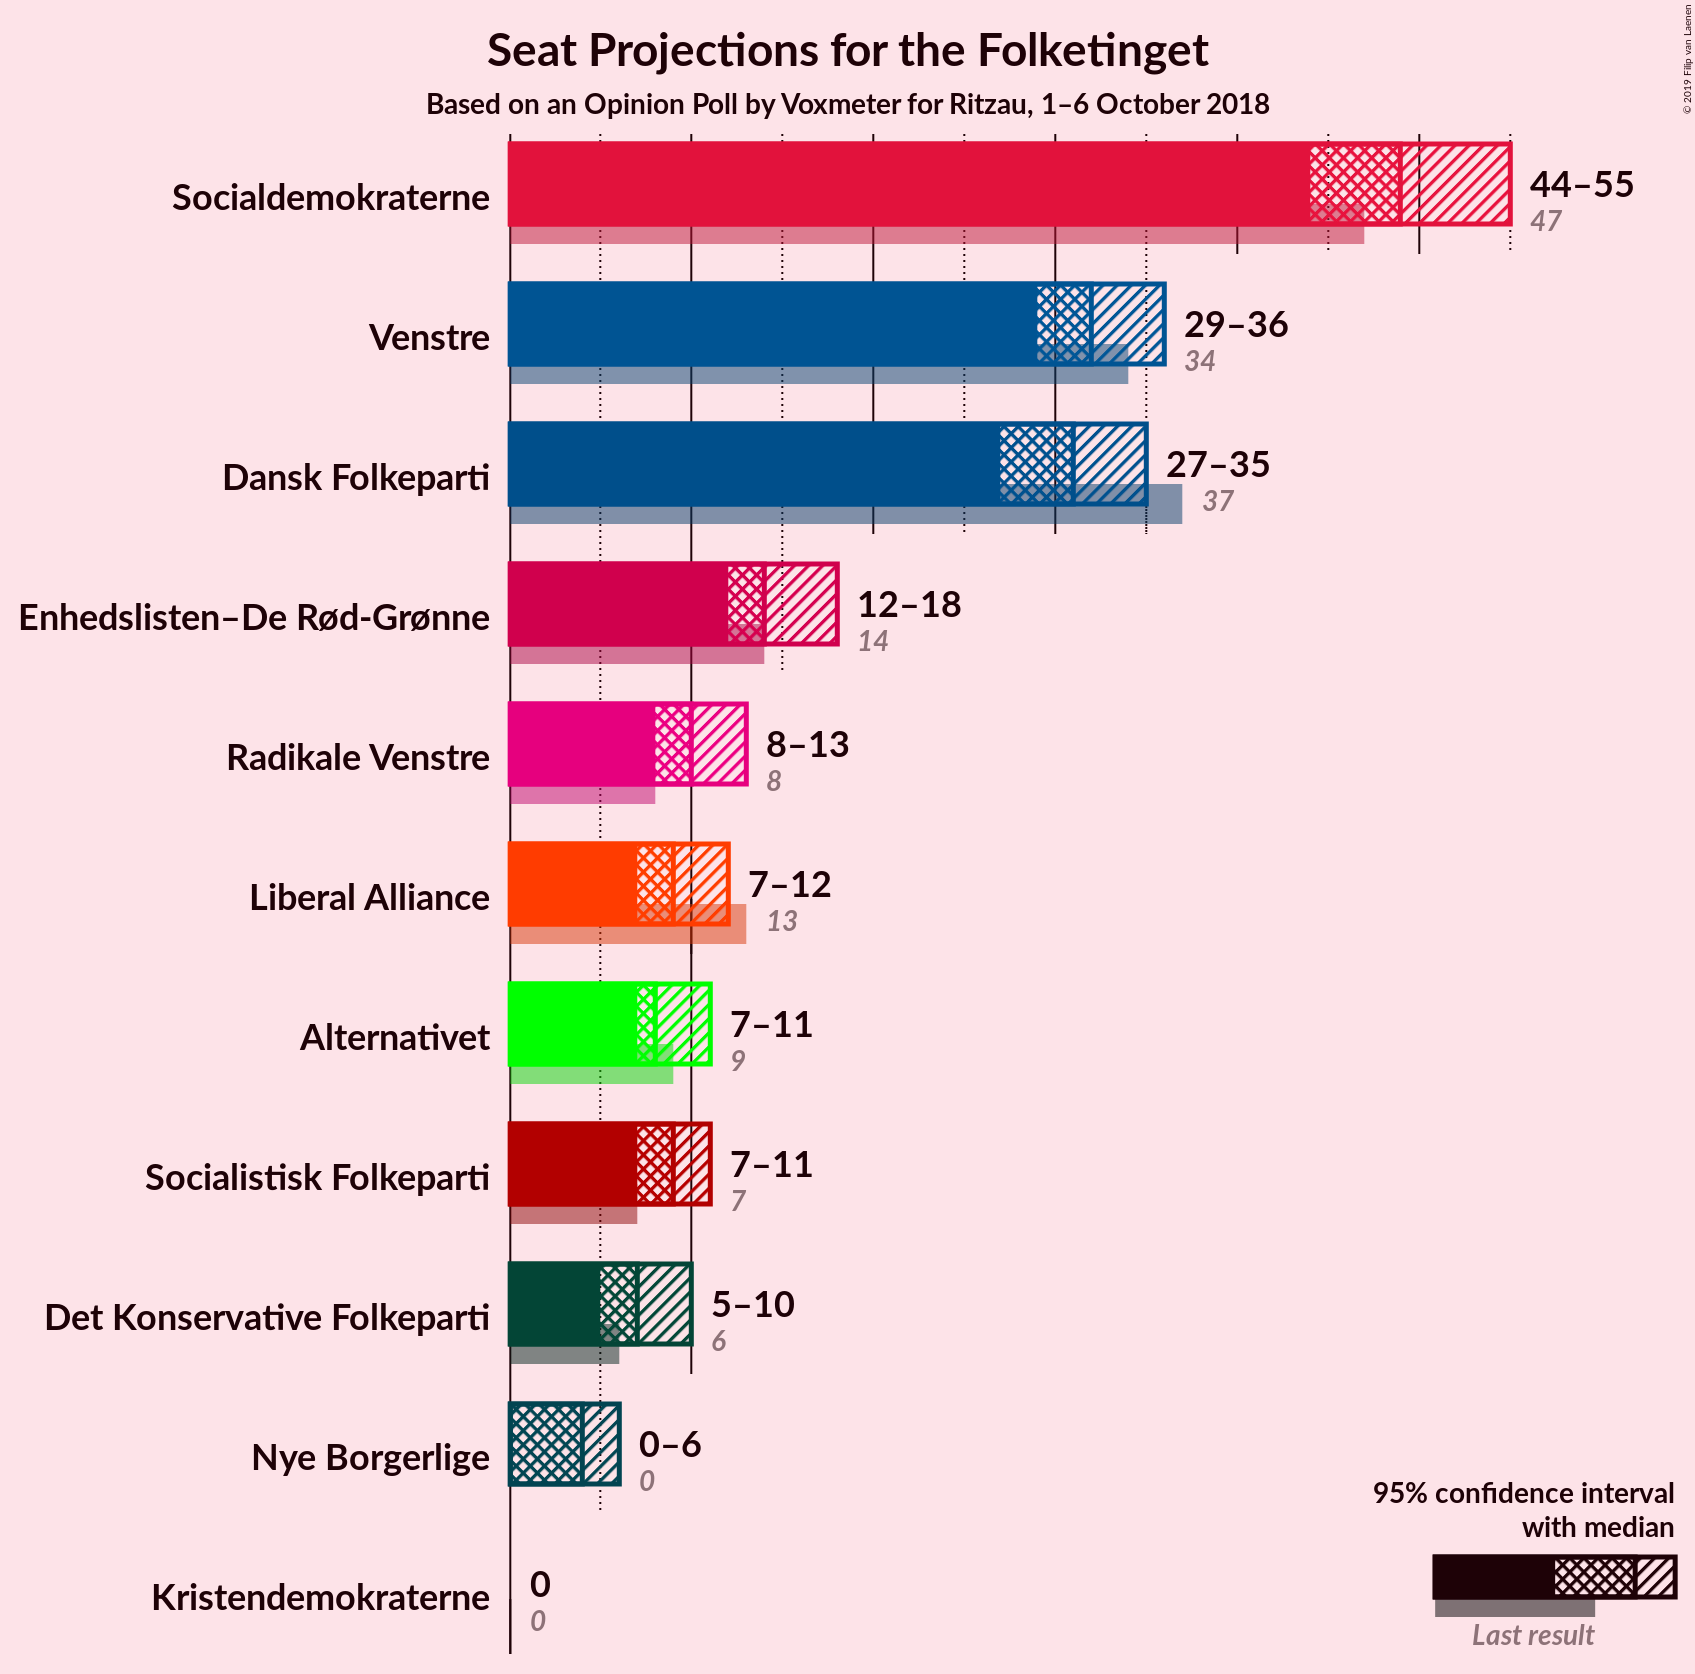 Seat Projections for the Folketinget
Based on an Opinion Poll by Voxmeter for Ritzau, 1–6 October 2018
© 2019 Filip van Laenen
Socialdemokraterne
44–55
47
Venstre
29–36
34
Dansk Folkeparti
27–35
37
Enhedslisten–De Rød-Grønne
12–18
14
Radikale Venstre
8–13
8
Liberal Alliance
7–12
13
Alternativet
7–11
9
Socialistisk Folkeparti
7–11
7
Det Konservative Folkeparti
5–10
6
Nye Borgerlige
0–6
0
Kristendemokraterne
0
0
95% confidence interval
with median
Last result